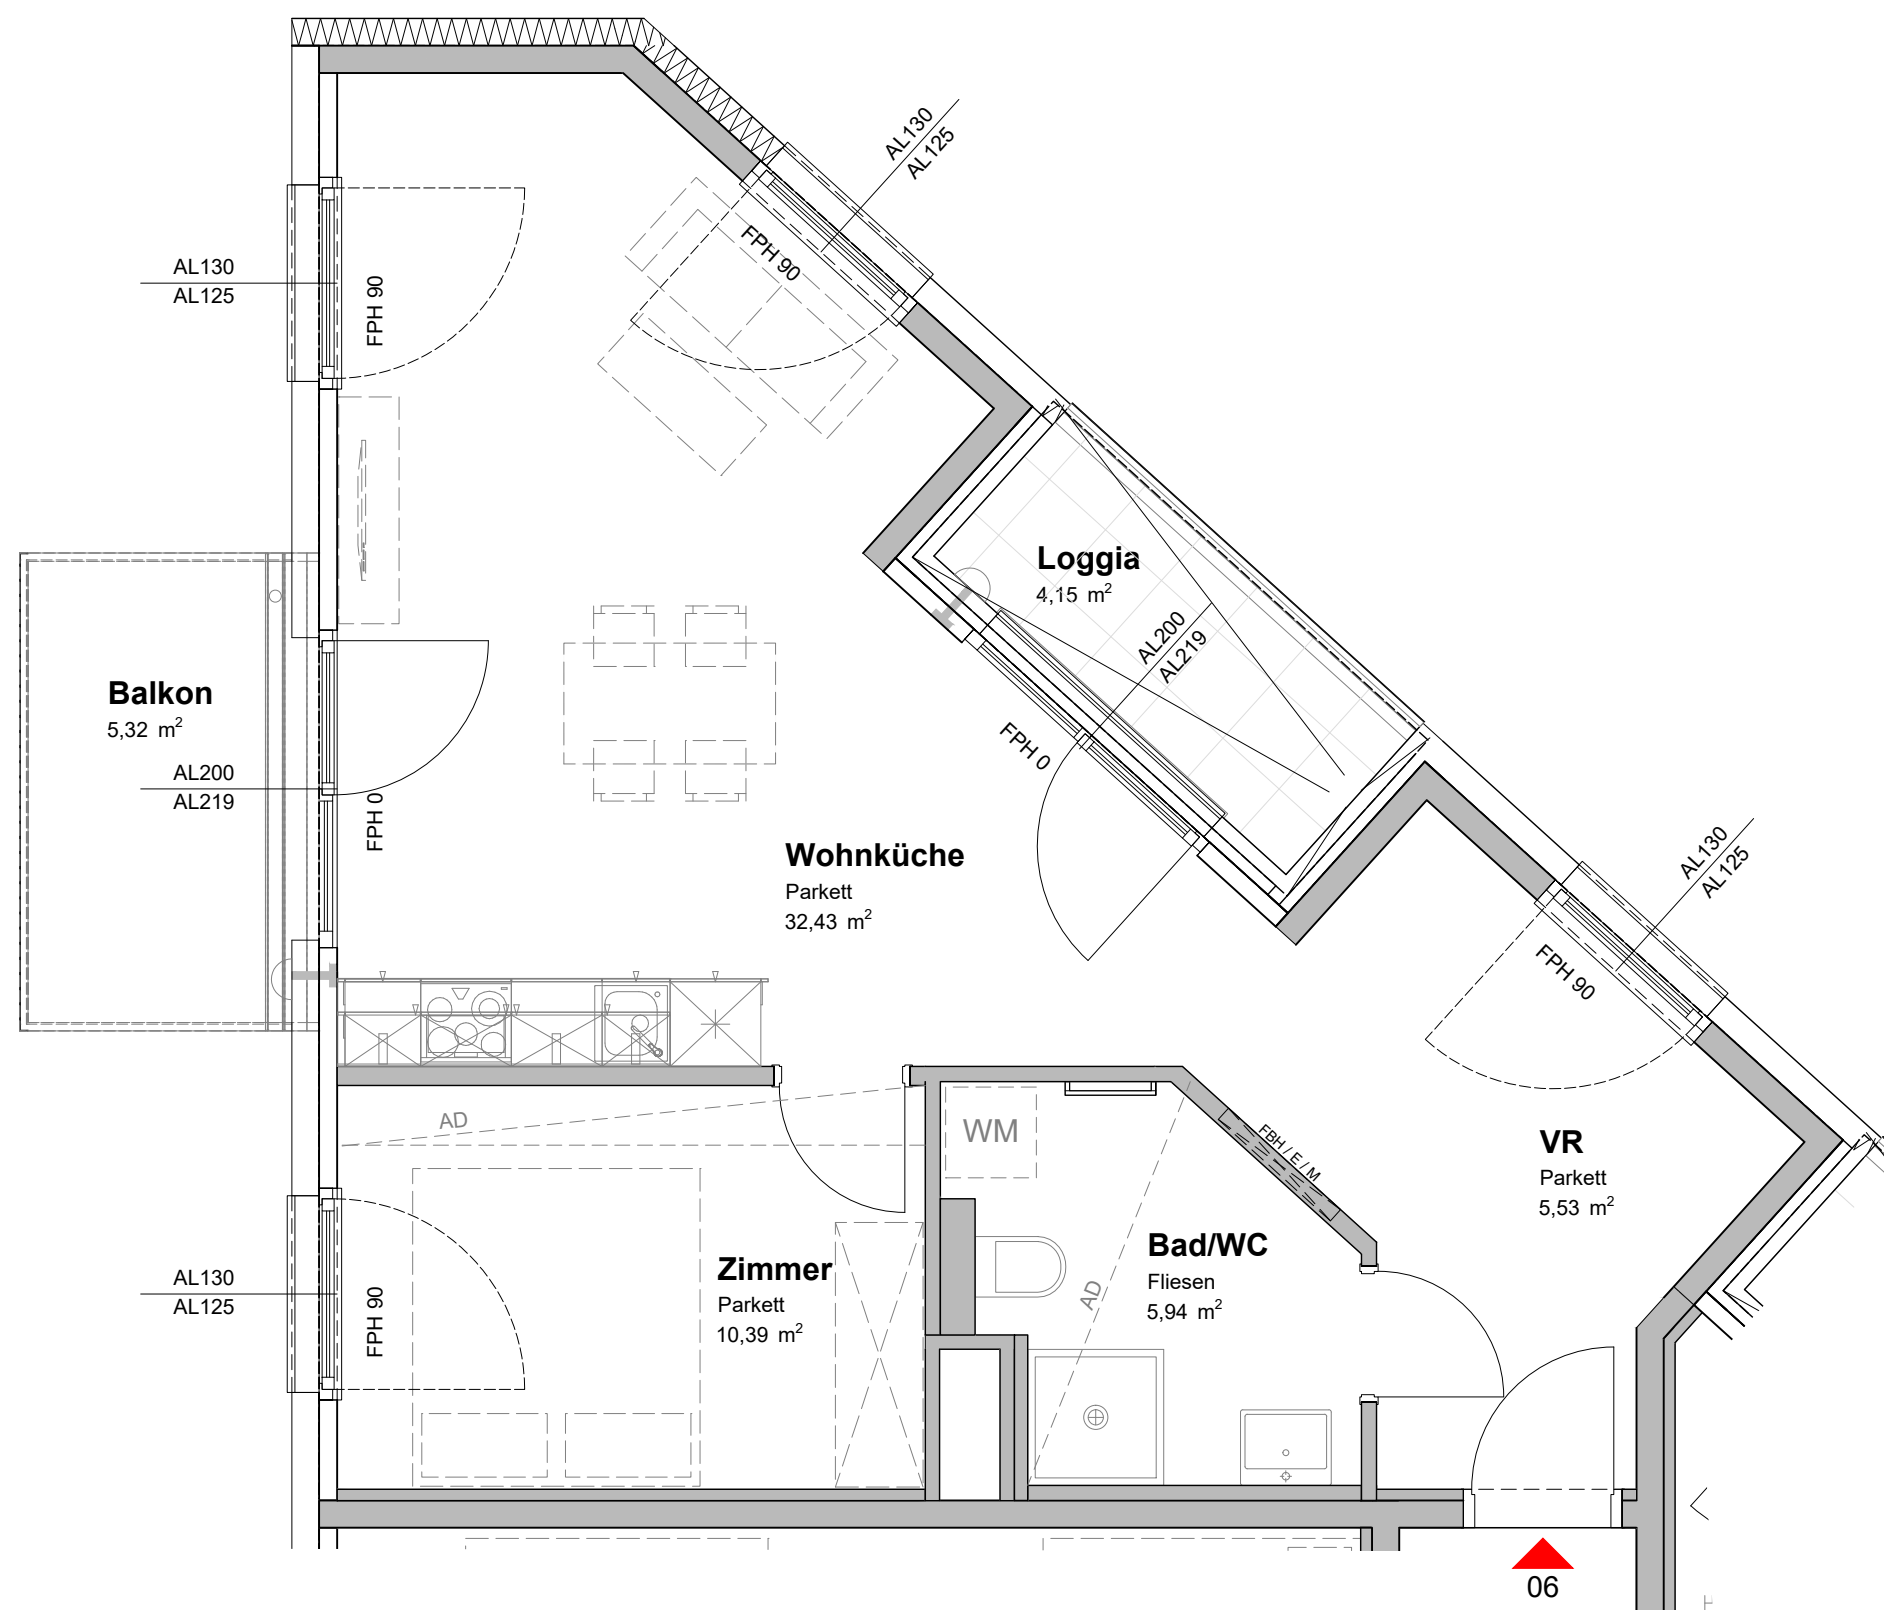 AL130
AL125
AL130
AL125
FPH 90
FPH 90
Loggia
4,15 m²
AL200
AL219
Balkon
5,32 m²
AL200
AL219
FPH 0
FPH 0
Wohnküche
Parkett
32,43 m²
AL130
AL125
FPH 90
AD
WM
FBH / E / M
VR
Parkett
5,53 m²
Zimmer
Parkett
10,39 m²
Bad/WC
Fliesen
5,94 m²
AD
AL130
AL125
FPH 90
06